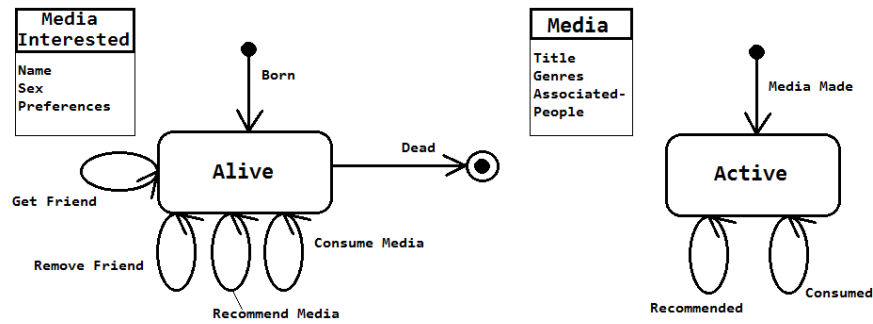 Media
Interested
Name
Sex
Preferences
Born
Alive
Dead
Get Friend
Remove Friend
Recommend Media
Consume Media
Media
Title
Genres
Associated-
People
Media Made
Active
Recommended
Consumed